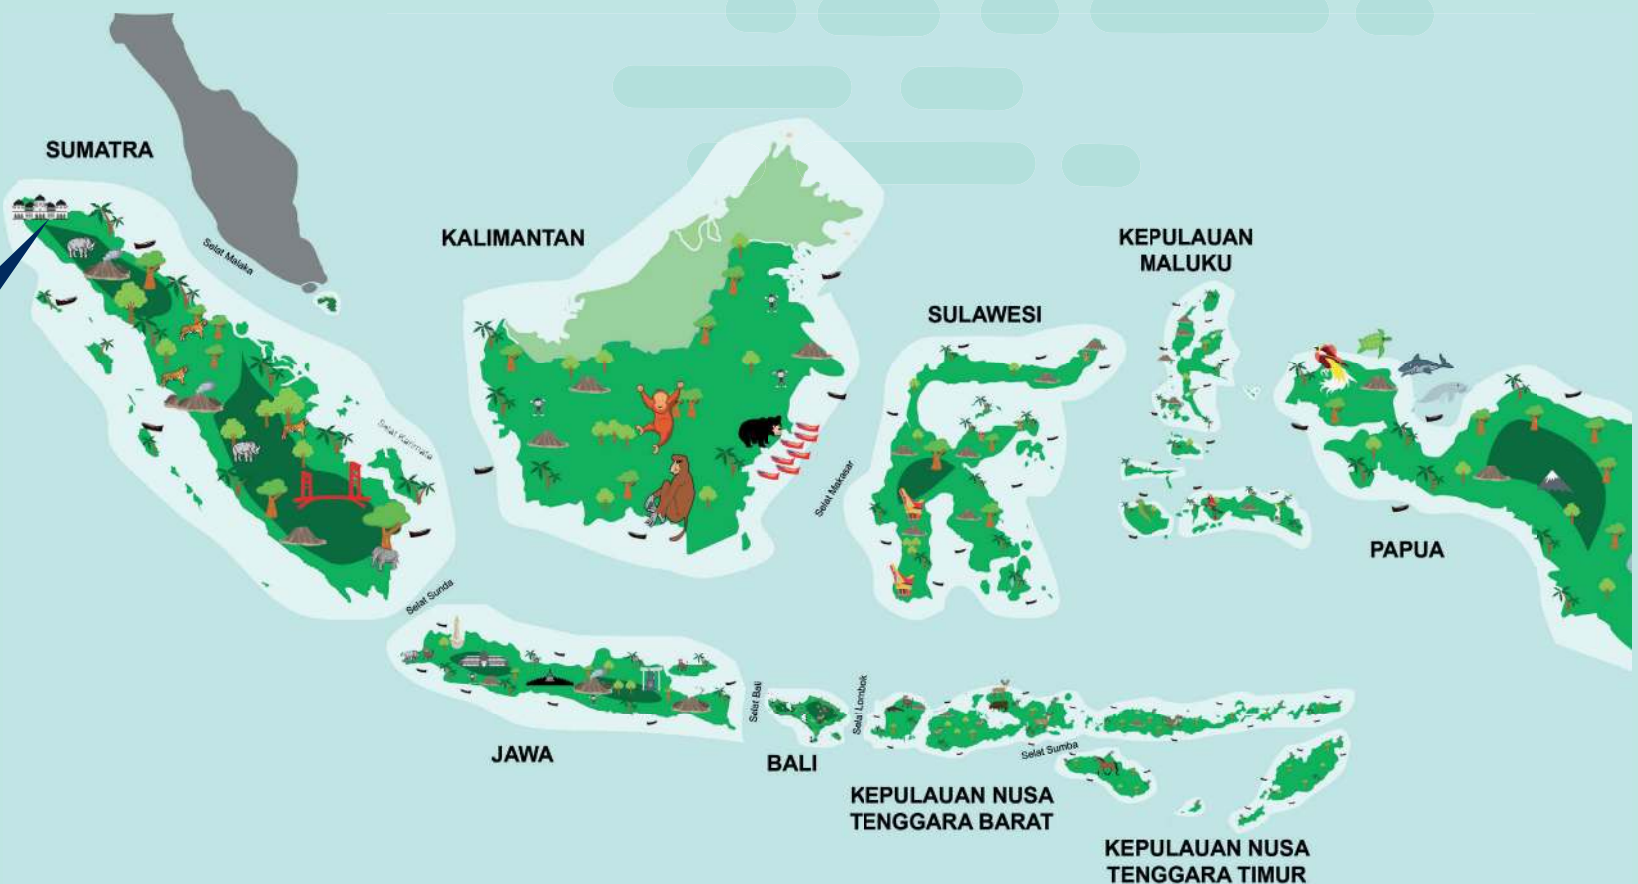 SUMATRA
Selat Malaka
KALIMANTAN
KEPULAUAN
MALUKU
SULAWESI
Selat Karimata
Selat Makasar
PAPUA
Selat Sunda
JAWA
Selat Bali
BALI
Selat Lombok
Selat Sumba
KEPULAUAN NUSA
TENGGARA BARAT
KEPULAUAN NUSA
TENGGARA TIMUR